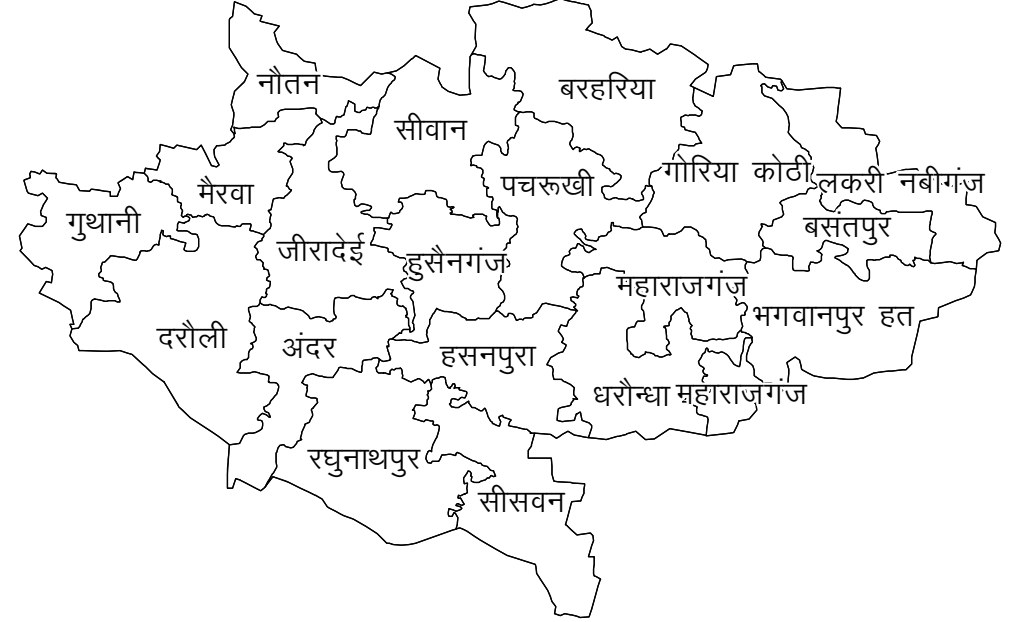 नौतन
बरहरिया
सीवान
गोरिया कोठी
लकरी नबीगंज
पचरूखी
मैरवा
गुथानी
बसंतपुर
जीरादेई
हुसैनगंज
महाराजगंज
भगवानपुर हत
दरौली
अंदर
हसनपुरा
धरौन्धा
महाराजगंज
रघुनाथपुर
सीसवन